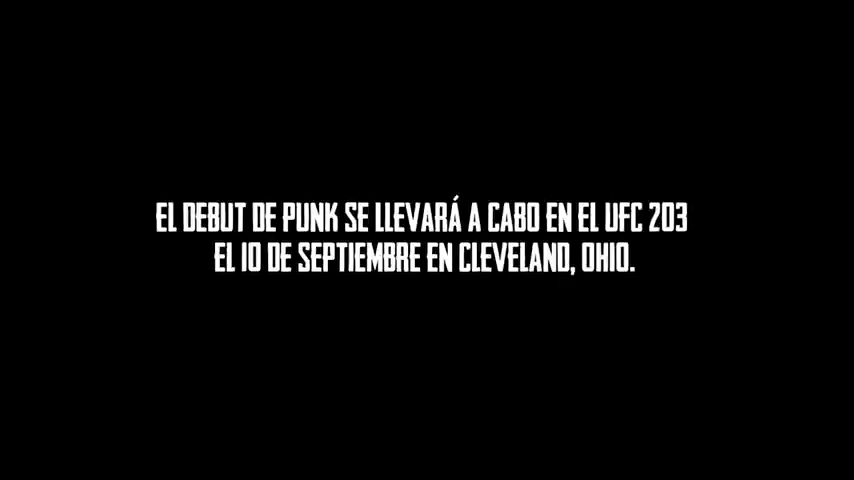 EL DEBUT DE PUNK SE LLEVARÁ A CABO EN EL UFC 203
EL 10 DE SEPTIEMBRE EN CLEVELAND, OHIO.